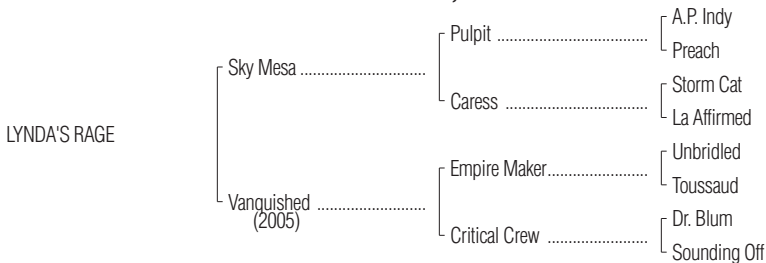 A.P. Indy
Pulpit
Preach
Sky Mesa
Storm Cat
Caress
La Affirmed
LYNDA'S RAGE
Unbridled
Empire Maker
Toussaud
Vanquished
(2005)
Dr. Blum
Critical Crew
Sounding Off